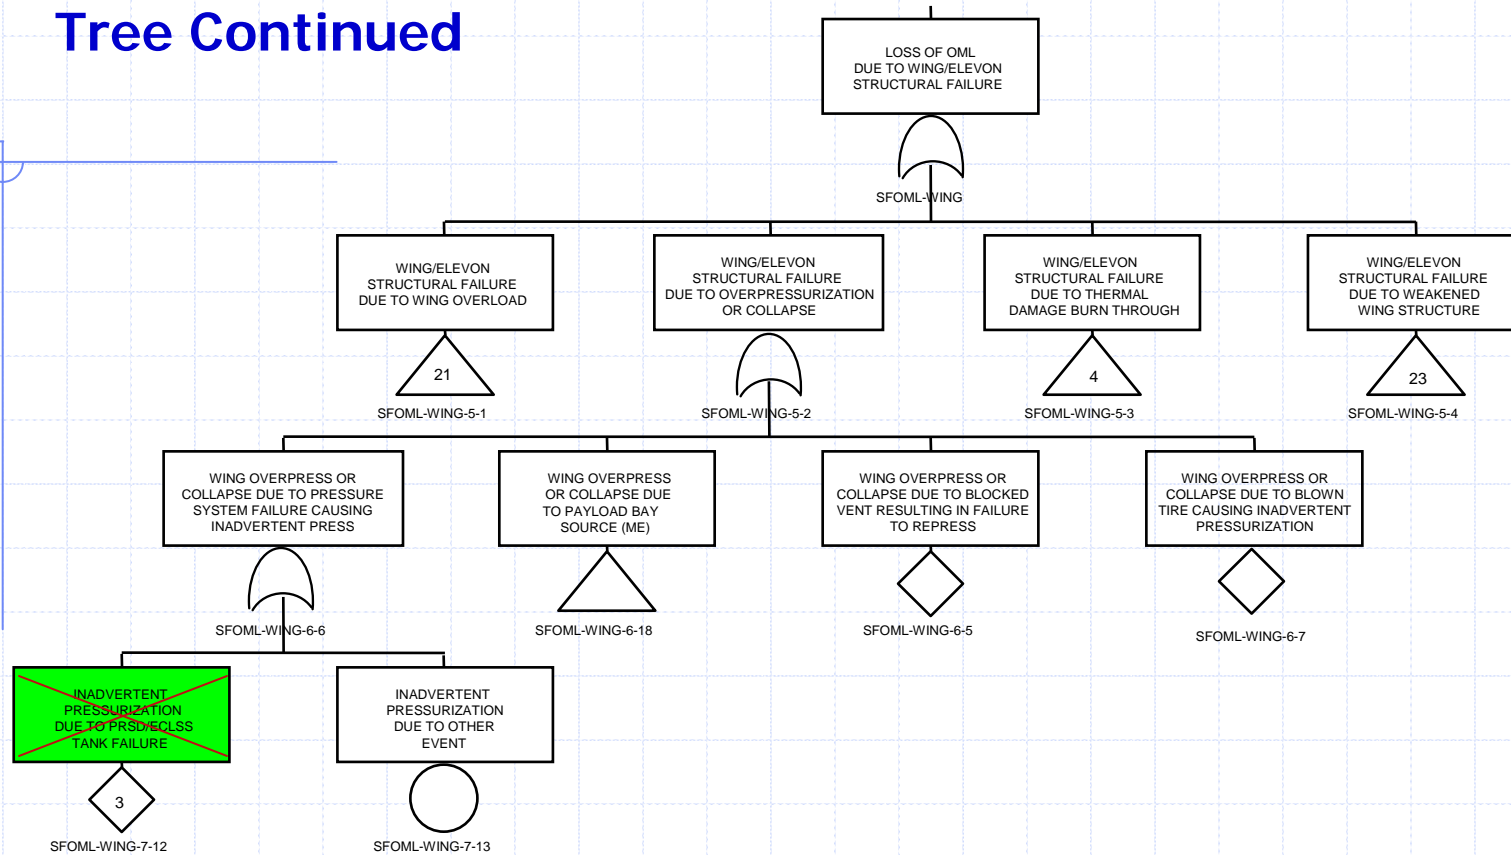 Tree Continued
LOSS OF OML
DUE TO WING/ELEVON
STRUCTURAL FAILURE
SFOML-WING
WING/ELEVON
STRUCTURAL FAILURE
DUE TO WING OVERLOAD
21
SFOML-WING-5-1
WING/ELEVON
STRUCTURAL FAILURE
DUE TO OVERPRESSURIZATION
OR COLLAPSE
SFOML-WING-5-2
WING/ELEVON
STRUCTURAL FAILURE
DUE TO THERMAL
DAMAGE BURN THROUGH
4
SFOML-WING-5-3
WING/ELEVON
STRUCTURAL FAILURE
DUE TO WEAKENED
WING STRUCTURE
23
SFOML-WING-5-4
WING OVERPRESS OR
COLLAPSE DUE TO PRESSURE
SYSTEM FAILURE CAUSING
INADVERTENT PRESS
SFOML-WING-6-6
WING OVERPRESS
OR COLLAPSE DUE
TO PAYLOAD BAY
SOURCE (ME)
SFOML-WING-6-18
WING OVERPRESS OR
COLLAPSE DUE TO BLOCKED
VENT RESULTING IN FAILURE
TO REPRESS
SFOML-WING-6-5
WING OVERPRESS OR
COLLAPSE DUE TO BLOWN
TIRE CAUSING INADVERTENT
PRESSURIZATION
SFOML-WING-6-7
INADVERTENT
PRESSURIZATION
DUE TO PRSD/ECLSS
TANK FAILURE
3
SFOML-WING-7-12
INADVERTENT
PRESSURIZATION
DUE TO OTHER
EVENT
SFOML-WING-7-13